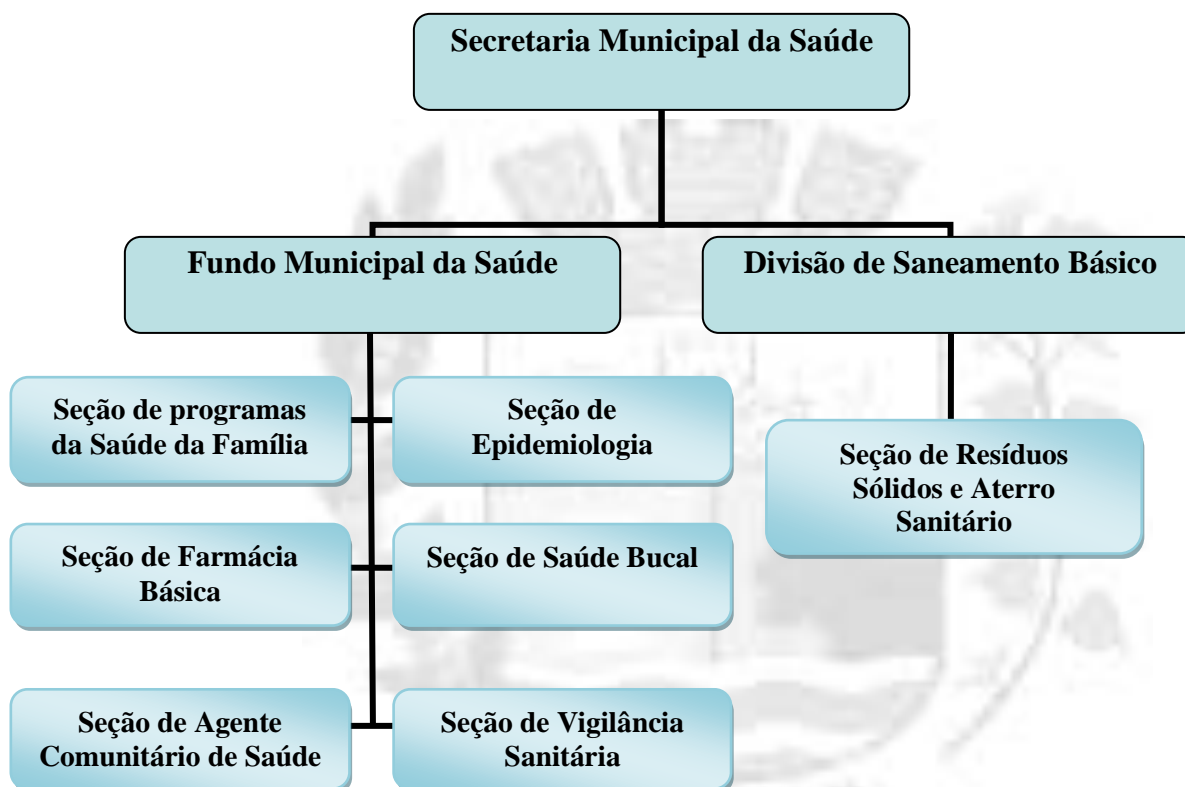 Secretaria Municipal da Saúde
Fundo Municipal da Saúde
Divisão de Saneamento Básico
Seção de programas
da Saúde da Família
Seção de
Epidemiologia
Seção de Resíduos
Sólidos e Aterro
Sanitário
Seção de Farmácia
Básica
Seção de Saúde Bucal
Seção de Agente
Comunitário de Saúde
Seção de Vigilância
Sanitária